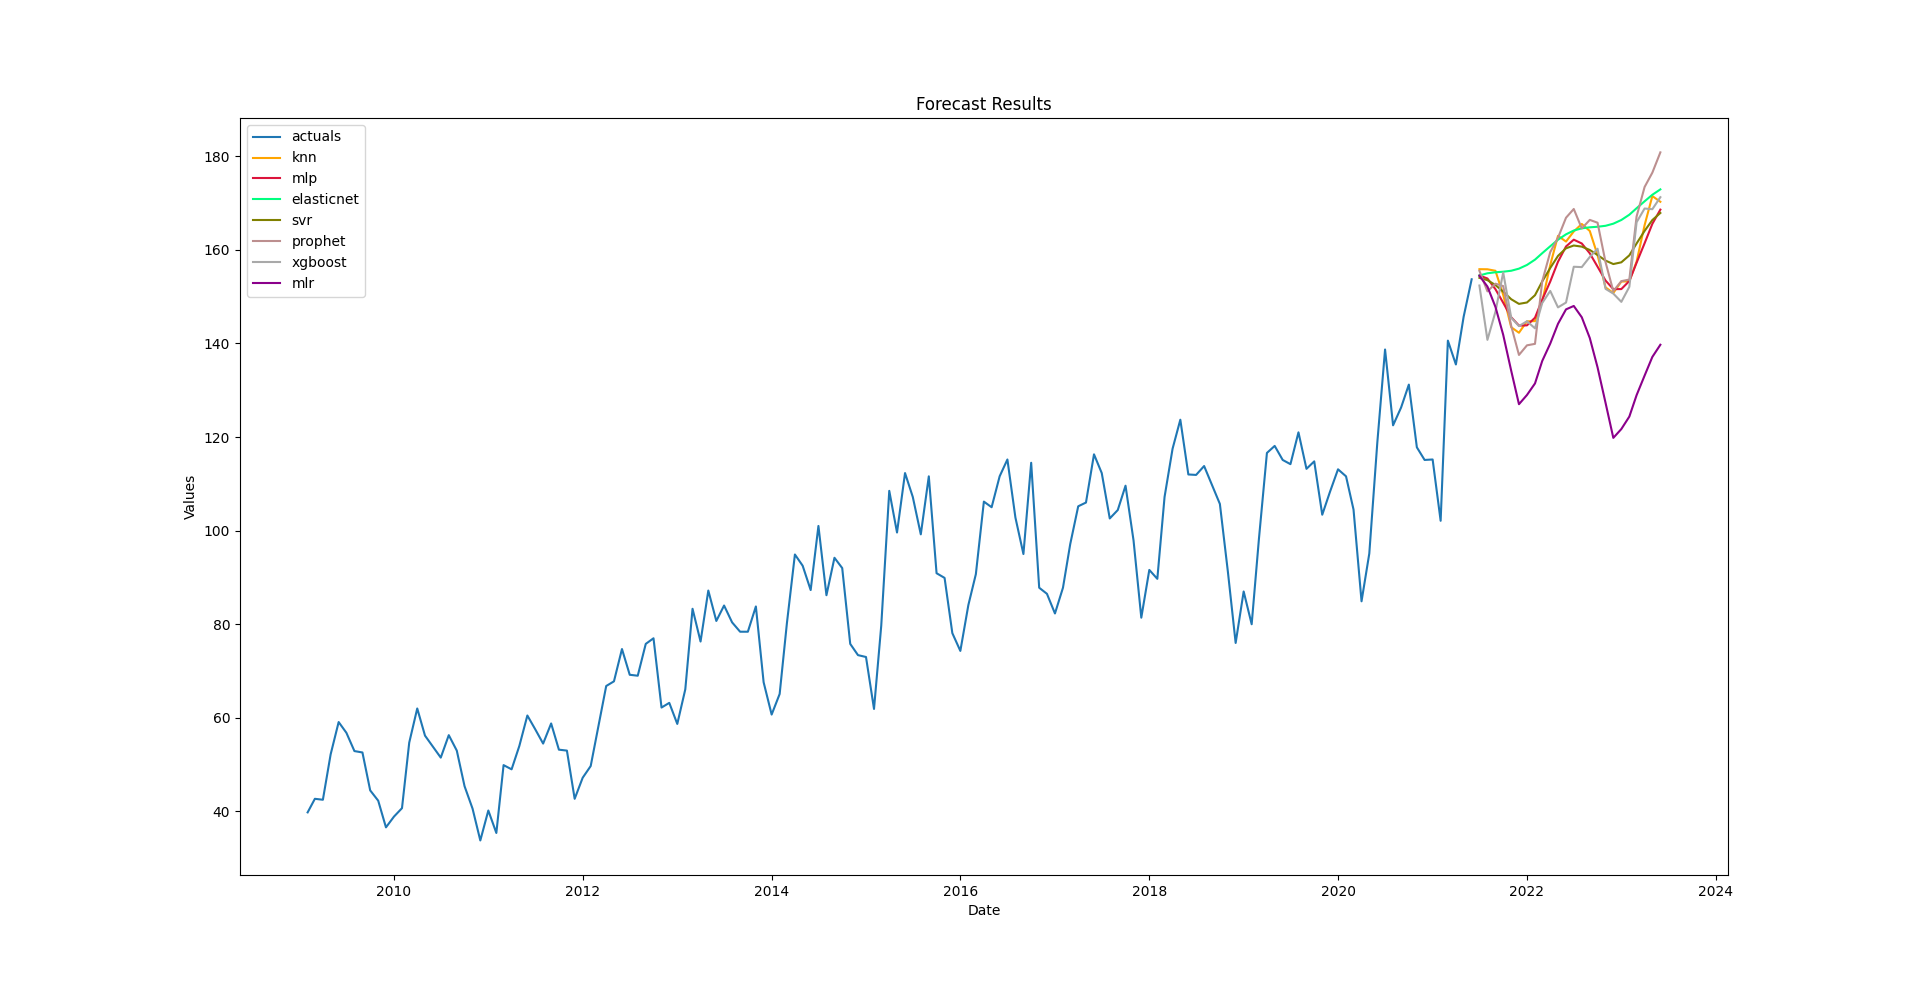 Forecast Results
actuals
knn
mlp
elasticnet
svr
prophet
xgboost
mlr
180
160
140
120
100
80
60
40
Values
2010 2012 2014 2016 2018 2020 2022 2024
Date